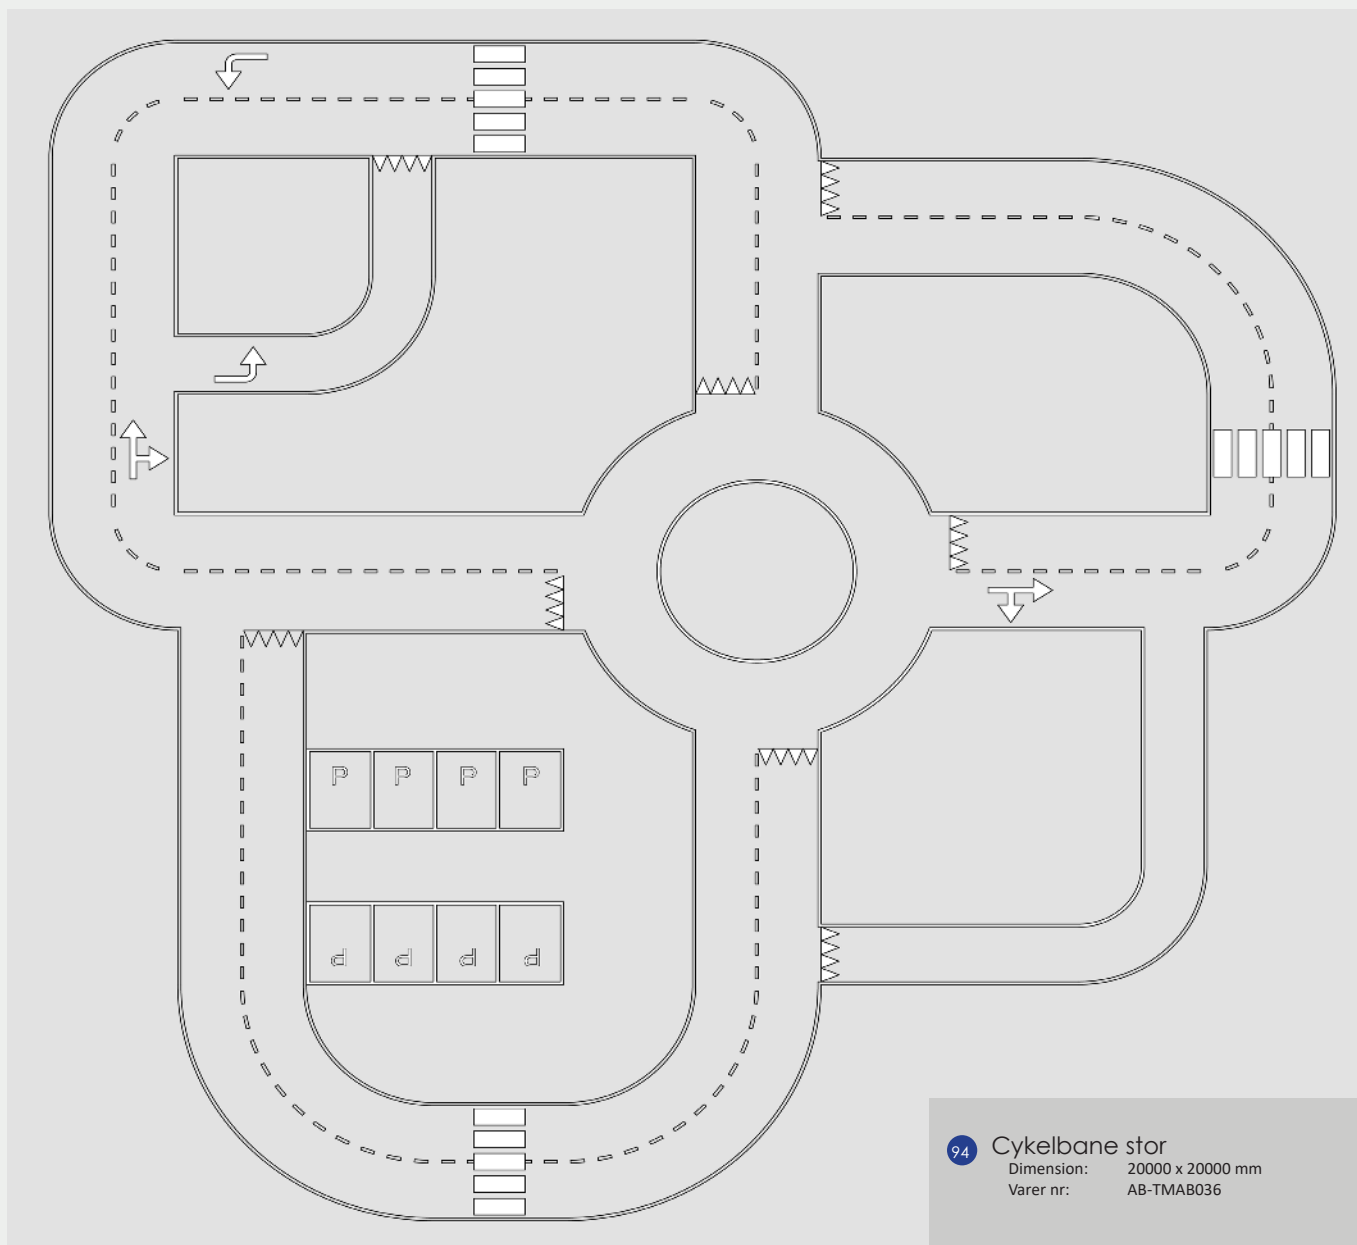 P P P P
P P P P
94 Cykelbane stor
Dimension: 20000 x 20000 mm
Varer nr: AB-TMAB036